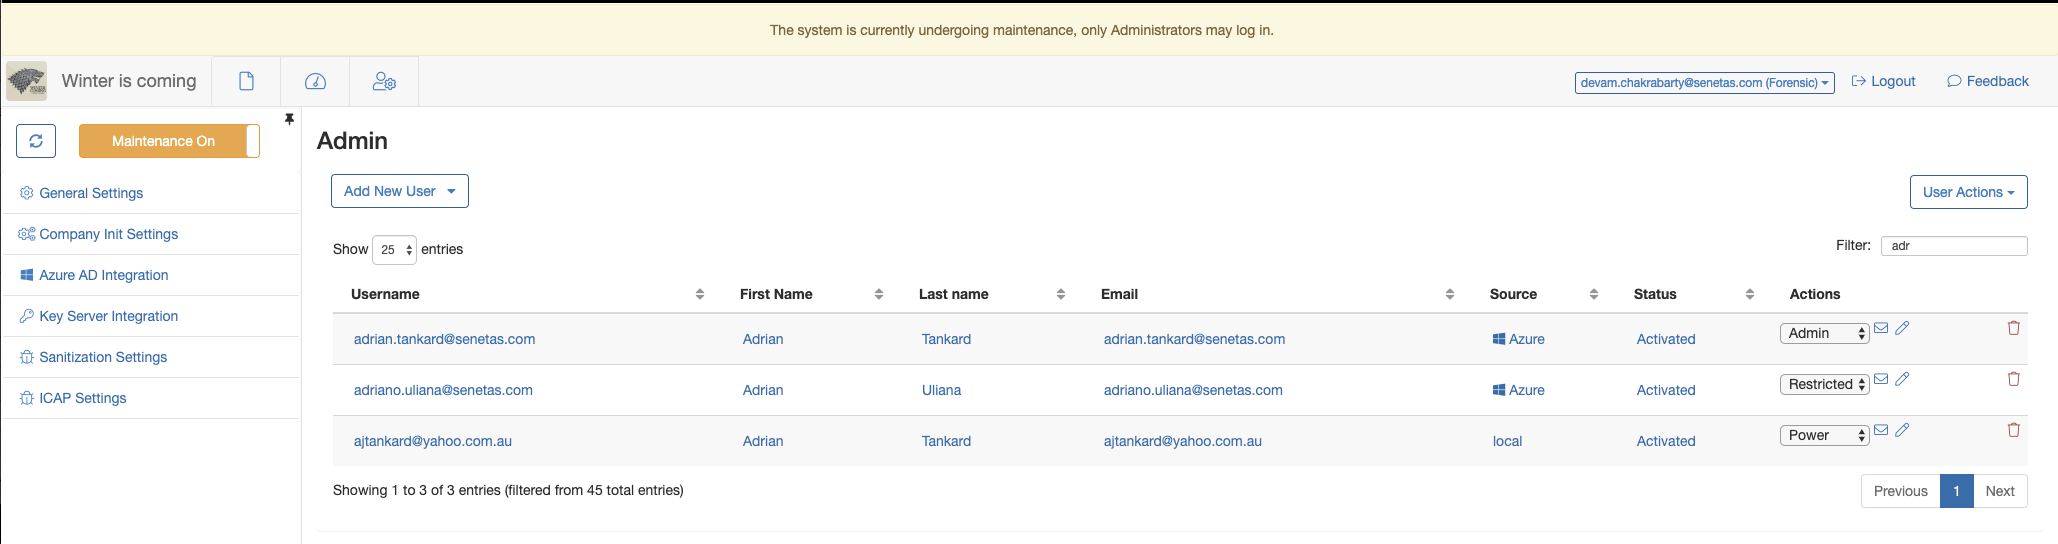 The system is currently undergoing maintenance, only Administrators may log in.
Winter is coming
devam.chakrabarty@senetas.com (Forensic)
Logout
Feedback
Maintenance On
General Settings
Company Init Settings
Azure AD Integration
Key Server Integration
Sanitization Settings
ICAP Settings
Admin
Add New User
User Actions
Show 25 entries
Filter: adr
Username First Name Last name Email Source Status Actions
adrian.tankard@senetas.com Adrian Tankard adrian.tankard@senetas.com Azure Activated Admin
adriano.uliana@senetas.com Adrian Uliana adriano.uliana@senetas.com Azure Activated Restricted
ajtankard@yahoo.com.au Adrian Tankard ajtankard@yahoo.com.au local Activated Power
Showing 1 to 3 of 3 entries (filtered from 45 total entries)
Previous 1 Next